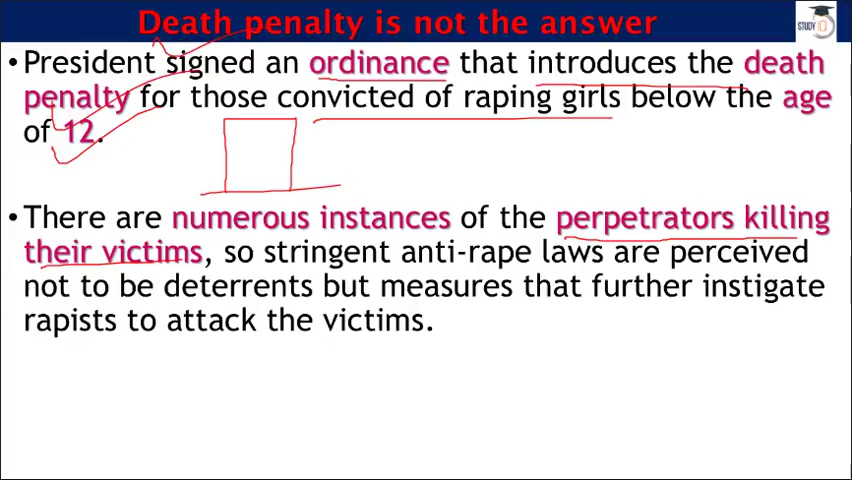 Death penalty is not the answer
STUDY IQ
•President signed an ordinance that introduces the death
penalty for those convicted of raping girls below the age
of 12.
•There are numerous instances of the perpetrators killing
their victims, so stringent anti-rape laws are perceived
not to be deterrents but measures that further instigate
rapists to attack the victims.